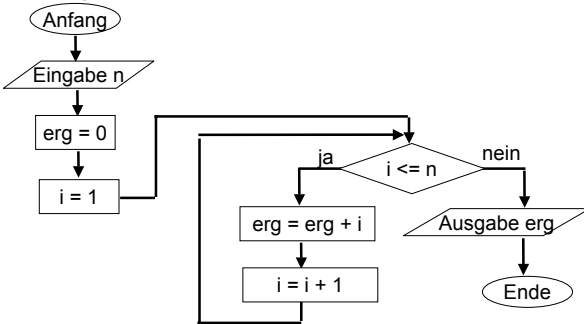 Anfang
Eingabe n
erg = 0
i = 1
i <= n
ja
nein
erg = erg + i
i = i + 1
Ausgabe erg
Ende